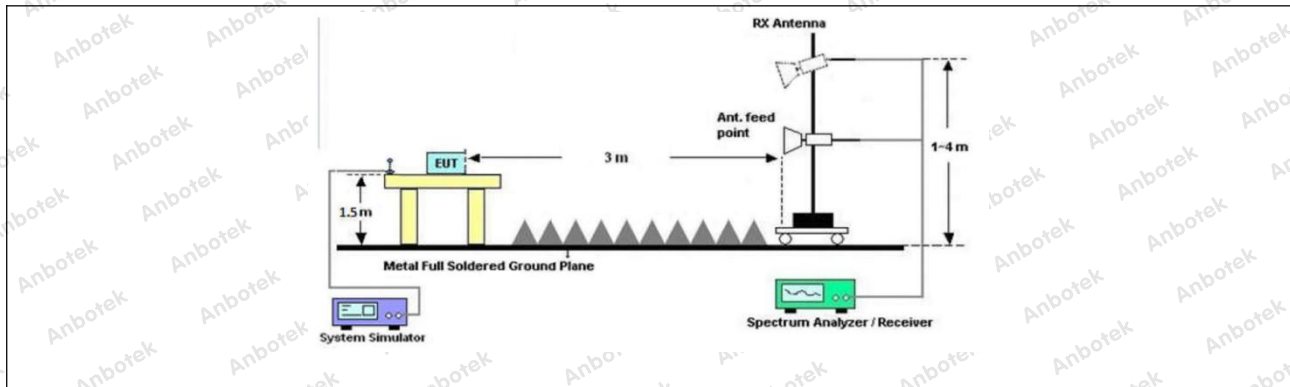 RX Antenna
Ant. feed
point
EUT
3 m
1~4 m
1.5 m
Metal Full Soldered Ground Plane
System Simulator
Spectrum Analyzer / Receiver
Anbotek